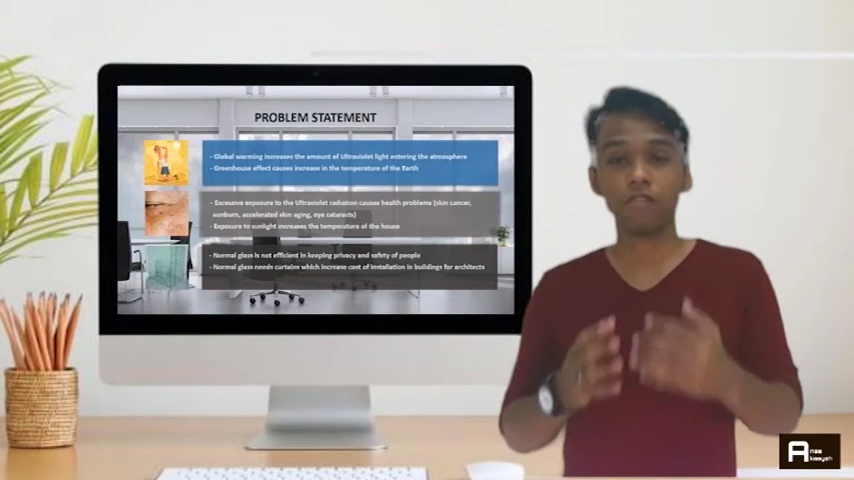 PROBLEM STATEMENT
- Global warming increases the amount of Ultraviolet light entering the atmosphere
- Greenhouse effect causes increase in the temperature of the Earth
- Excessive exposure to the Ultraviolet radiation causes health problems (skin cancer,
sunburn, accelerated skin aging, eye cataracts)
- Exposure to sunlight increases the temperature of the house
- Normal glass is not efficient in keeping privacy and safety of people
- Normal glass needs curtains which increase cost of installation in buildings for architects